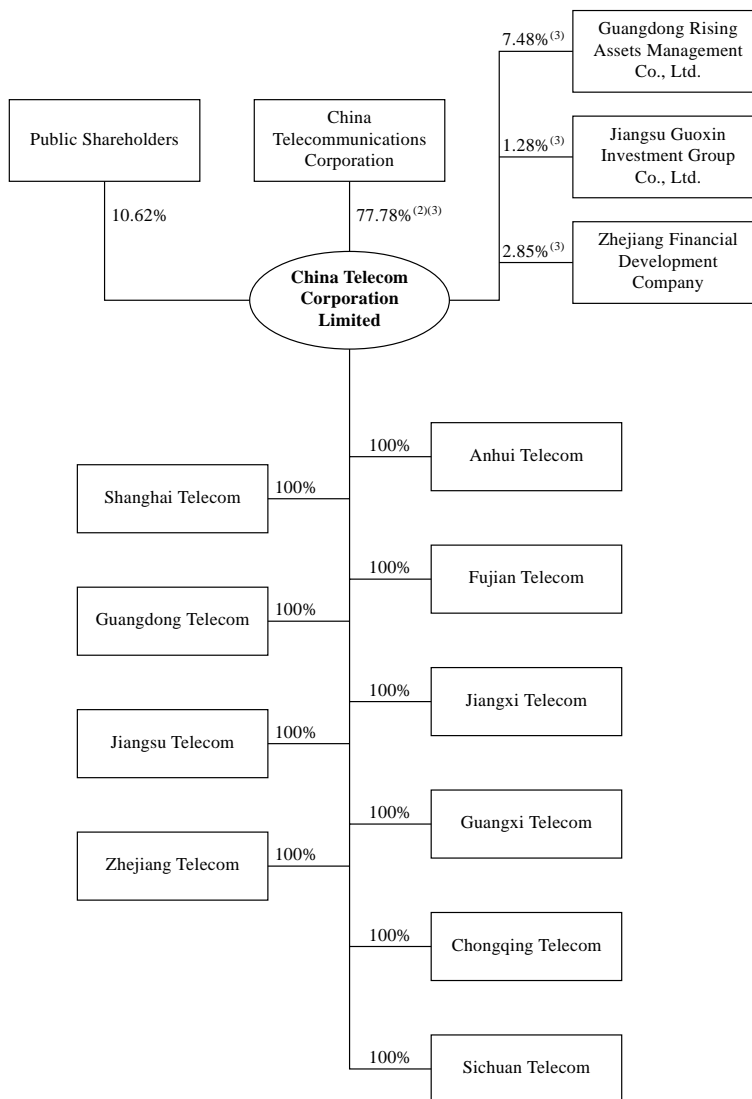 7.48%(3)
Guangdong Rising
Assets Management
Co., Ltd.
Public Shareholders
China
Telecommunications
Corporation
1.28%(3)
Jiangsu Guoxin
Investment Group
Co., Ltd.
10.62%
77.78%(2)(3)
2.85%(3)
Zhejiang Financial
Development
Company
China Telecom
Corporation
Limited
100%
Anhui Telecom
Shanghai Telecom
100%
100%
Fujian Telecom
Guangdong Telecom
100%
100%
Jiangxi Telecom
Jiangsu Telecom
100%
100%
Guangxi Telecom
Zhejiang Telecom
100%
100%
Chongqing Telecom
100%
Sichuan Telecom